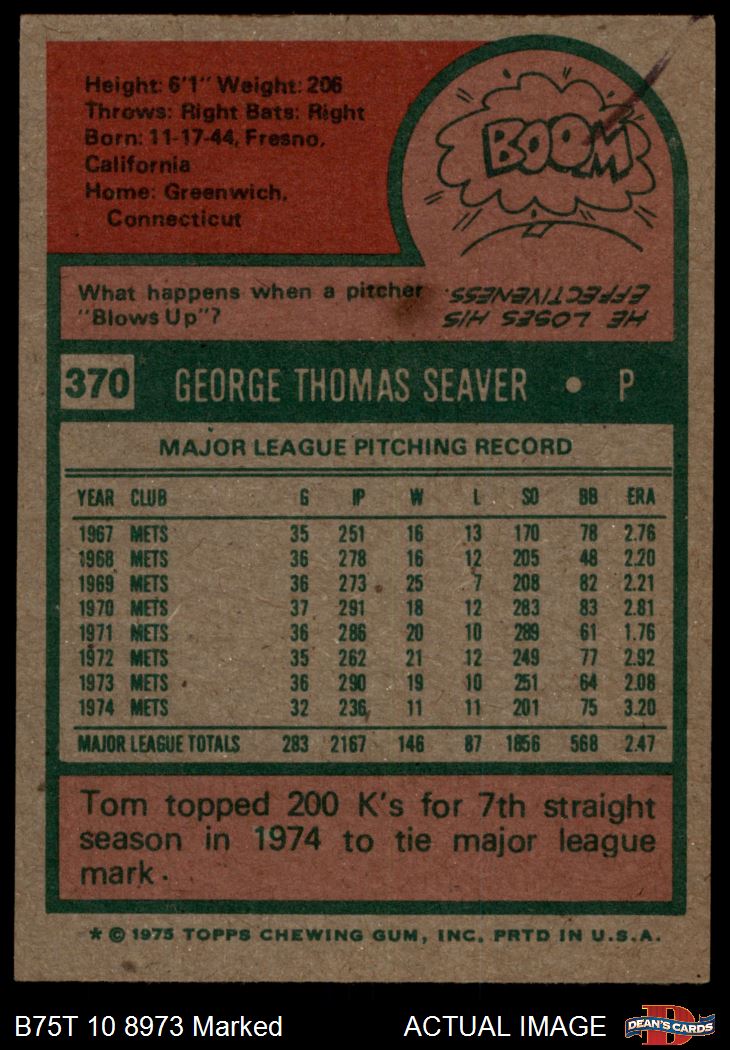 Height: 6'1" Weight: 206
Throws: Right Bats: Right
Born: 11-17-44, Fresno,
California
Home: Greenwich,
Connecticut
BOOM
What happens when a pitcher
"Blows Up"?
HE LOSES HIS
EFFECTIVENESS.
370 GEORGE THOMAS SEAVER • P
MAJOR LEAGUE PITCHING RECORD
YEAR CLUB G IP W L SO BB ERA
1967 METS 35 251 16 13 170 78 2.76
1968 METS 36 278 16 12 205 48 2.20
1969 METS 36 273 25 7 208 82 2.21
1970 METS 37 291 18 12 283 83 2.81
1971 METS 36 286 20 10 289 61 1.76
1972 METS 35 262 21 12 249 77 2.92
1973 METS 36 290 19 10 251 64 2.08
1974 METS 32 236 11 11 201 75 3.20
MAJOR LEAGUE TOTALS 283 2167 146 87 1856 568 2.47
Tom topped 200 K's for 7th straight
season in 1974 to tie major league
mark.
* © 1975 TOPPS CHEWING GUM, INC. PRTD IN U.S.A.
B75T 10 8973 Marked ACTUAL IMAGE
D
DEAN'S CARDS